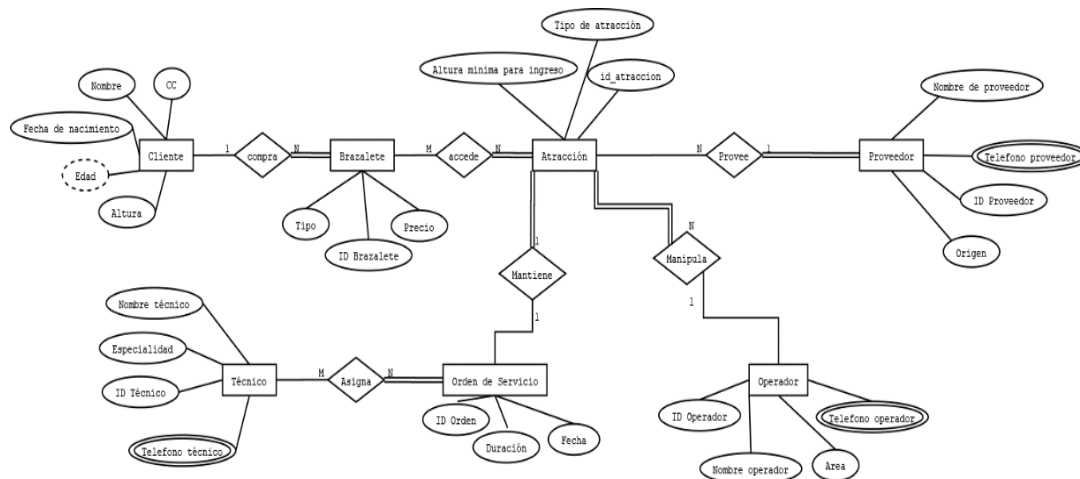 Tipo de atracción
Altura mínima para ingreso
id_atraccion
Nombre
CC
Nombre de proveedor
Fecha de nacimiento
Cliente
1
compra
N
Brazalete
M
accede
N
Atracción
N
Provee
1
Proveedor
Telefono proveedor
Edad
Altura
Tipo
Precio
ID Brazalete
ID Proveedor
Origen
1
Mantiene
1
N
Manipula
1
Nombre técnico
Especialidad
ID Técnico
Telefono técnico
Técnico
M
Asigna
N
Orden de Servicio
ID Orden
Duración
Fecha
Operador
ID Operador
Telefono operador
Nombre operador
Area